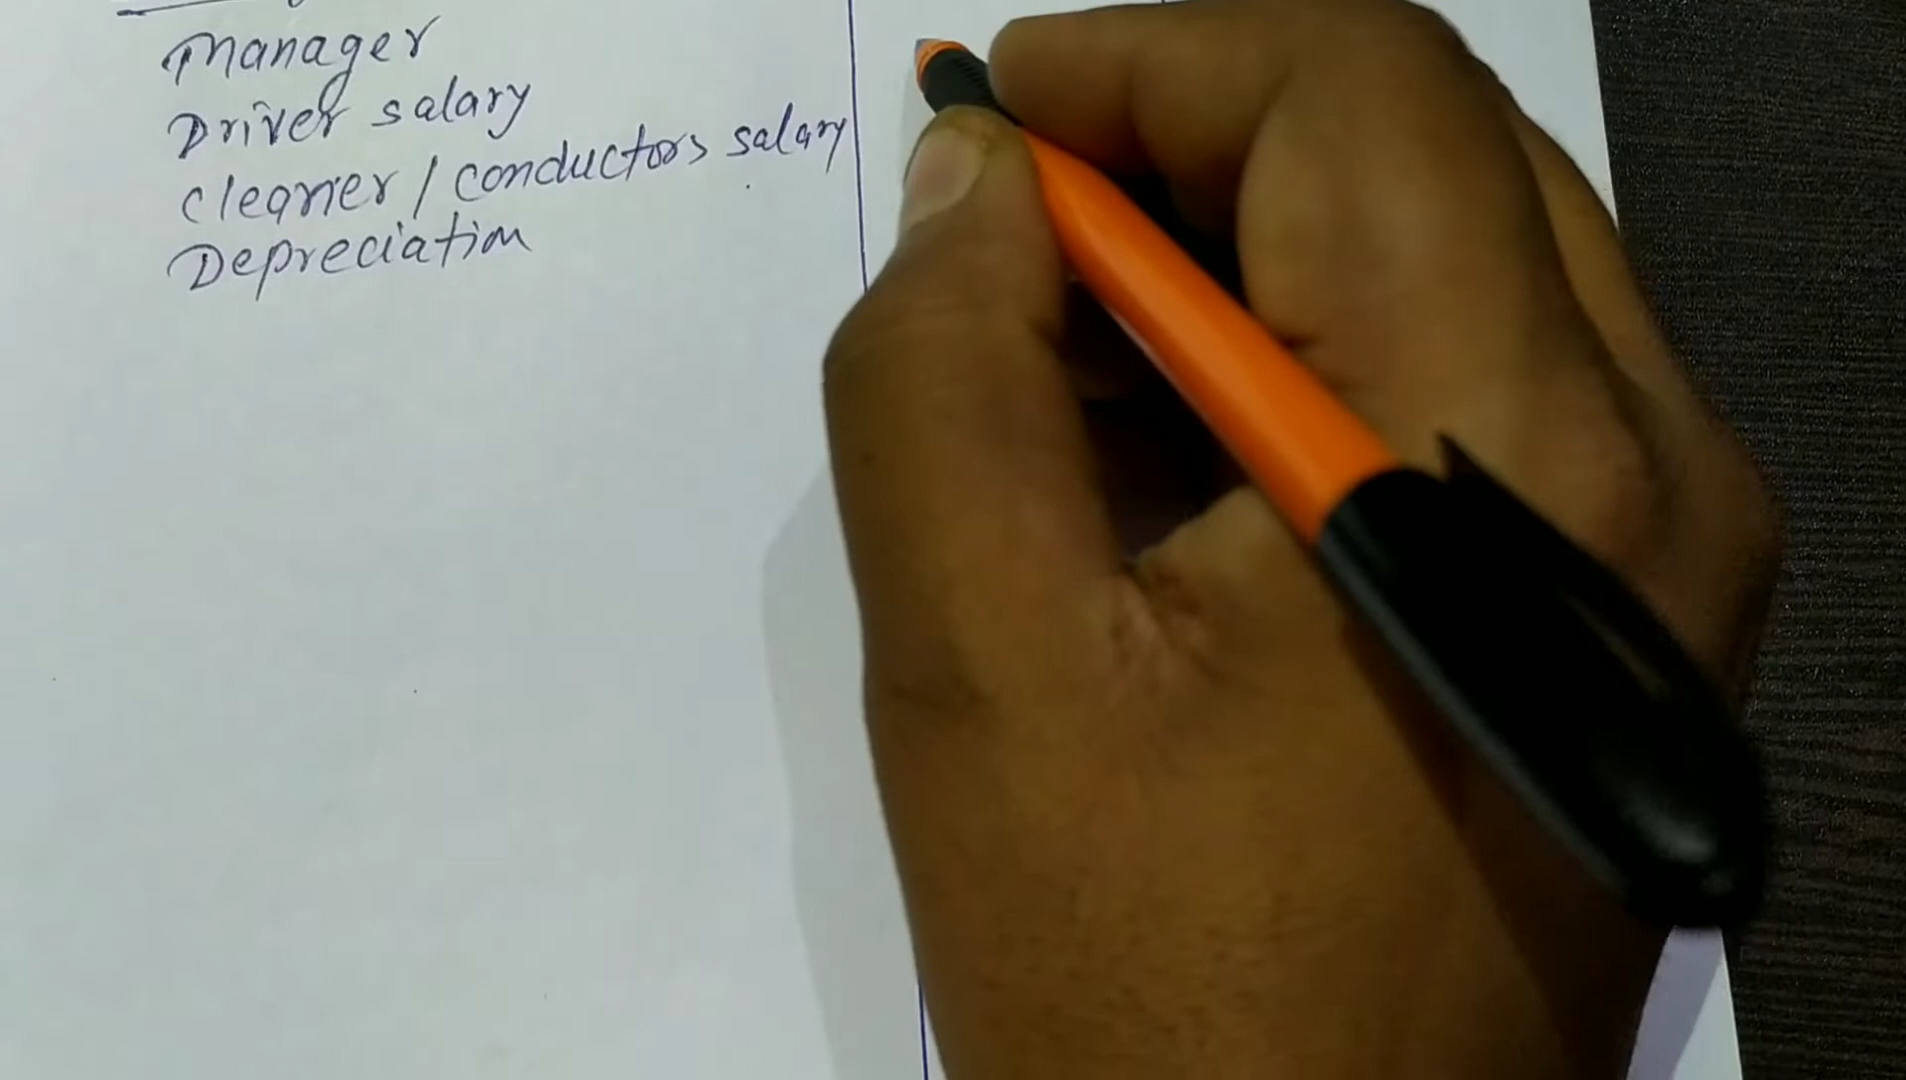 Manager
Driver salary
Cleaner / conductors salary
Depreciation